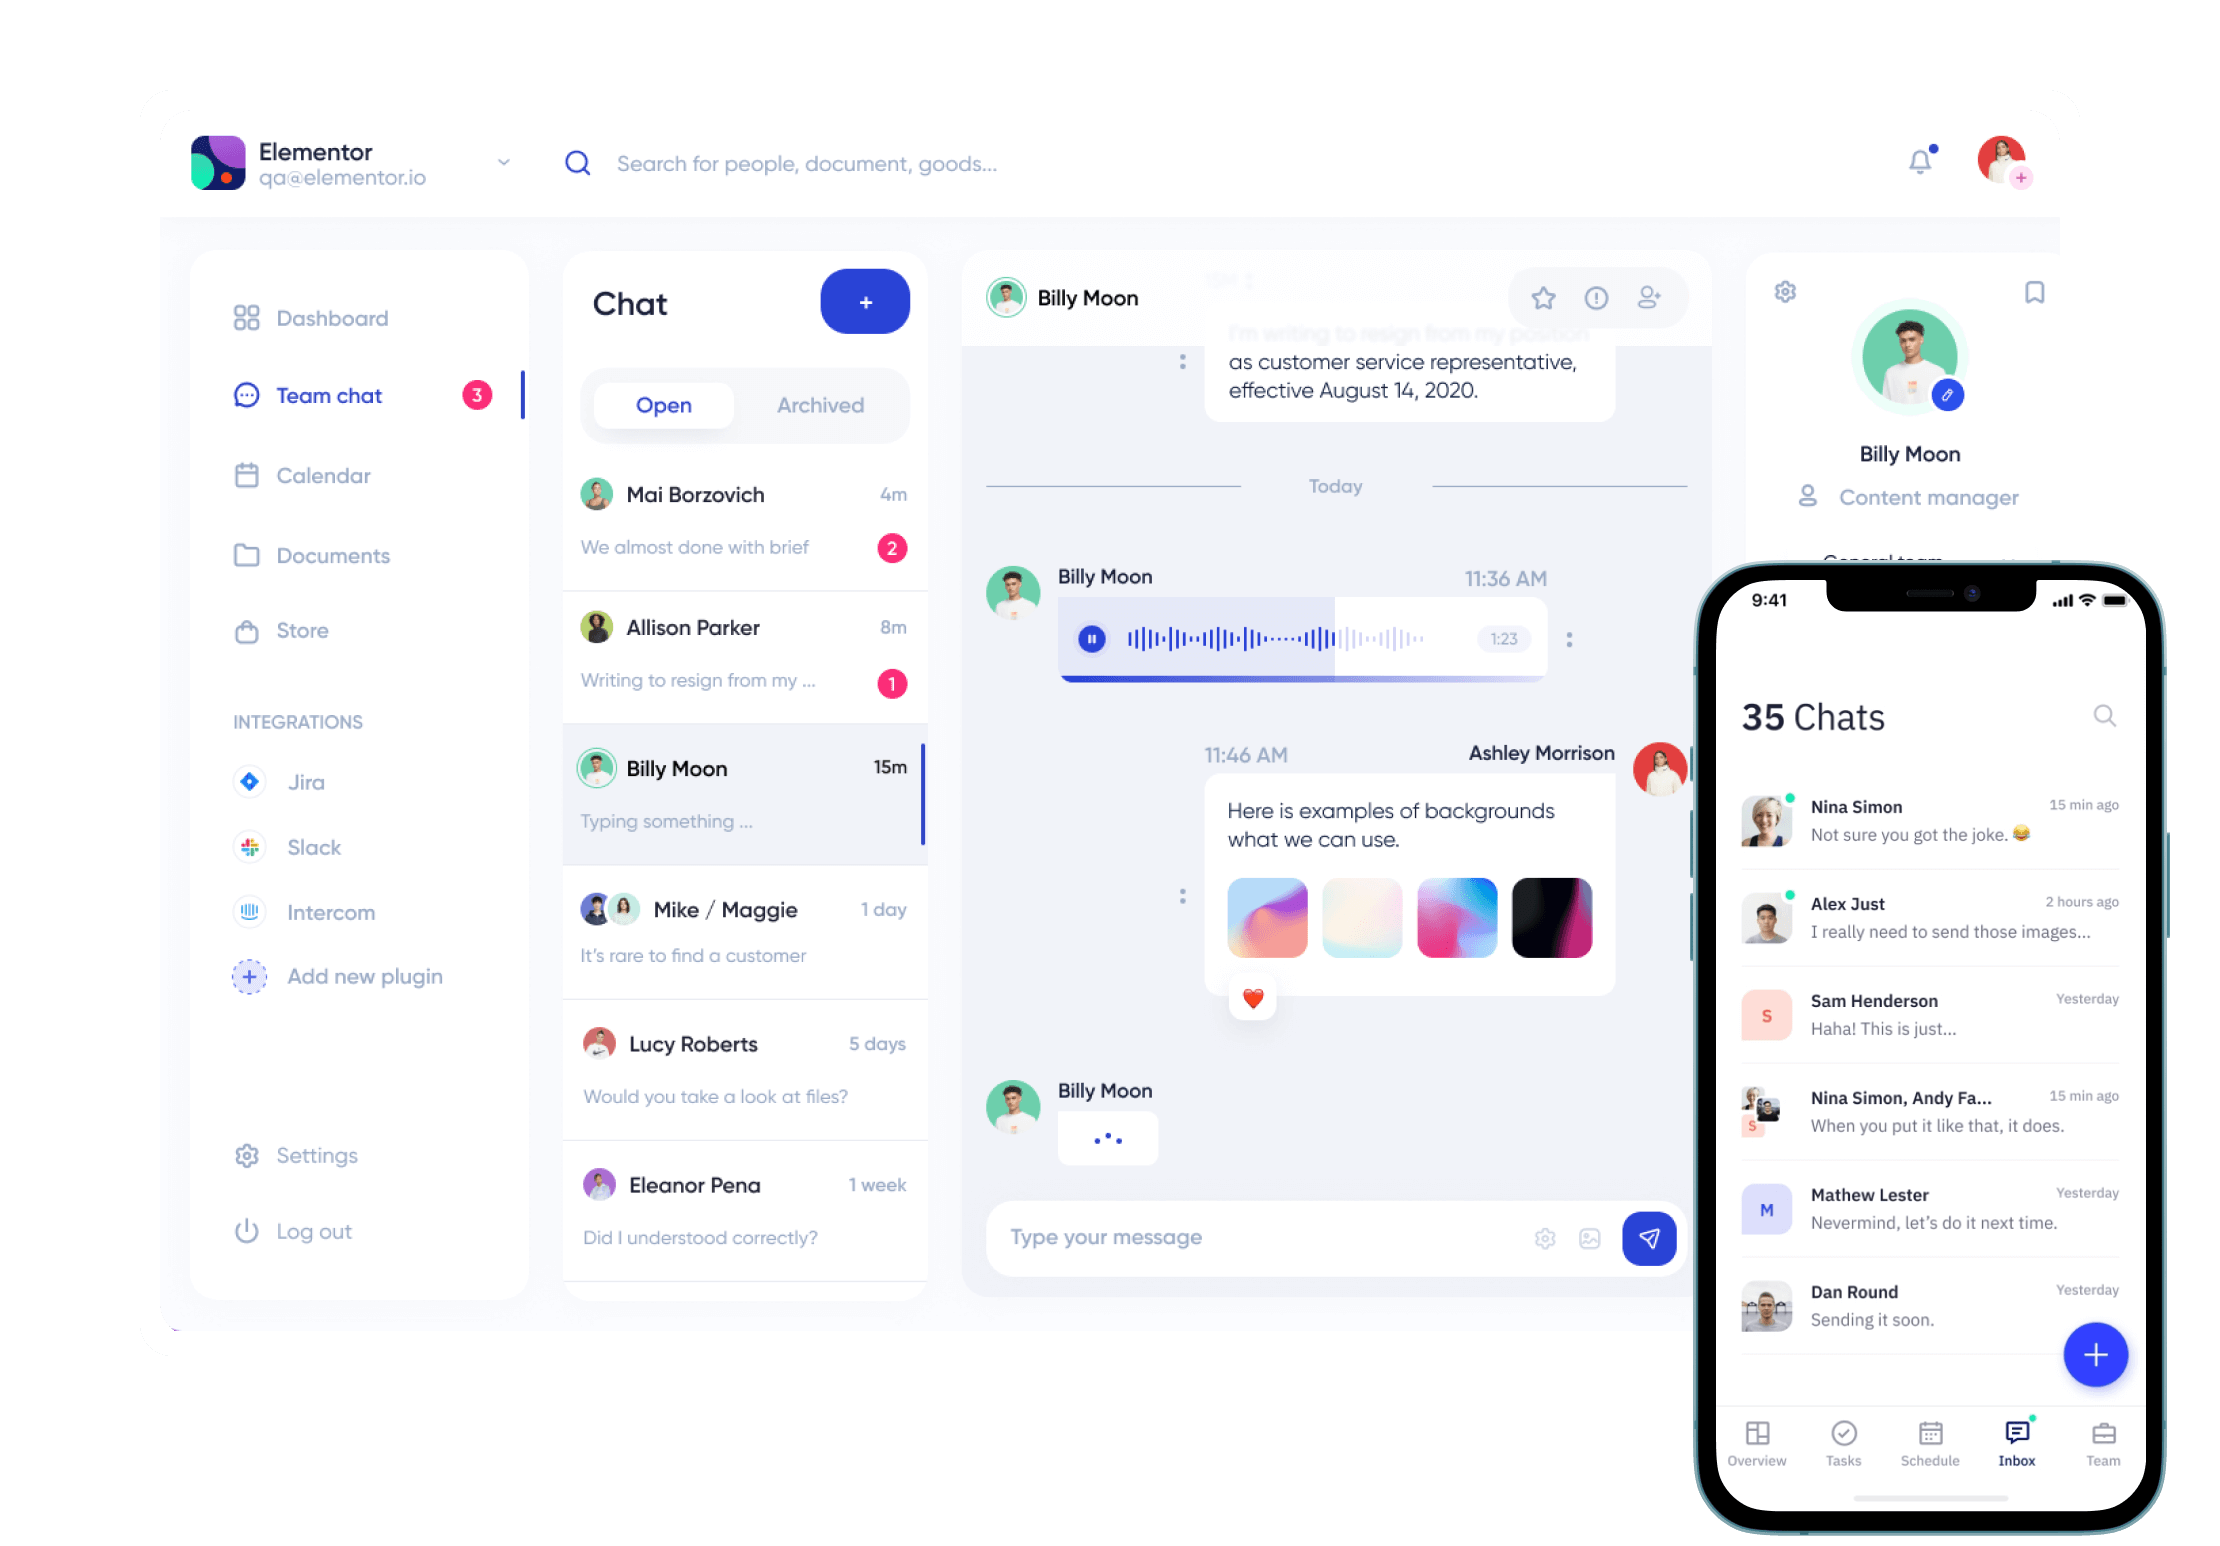 Elementor
qa@elementor.io
Search for people, document, goods...
Dashboard
Team chat
3
Calendar
Documents
Store
INTEGRATIONS
Jira
Slack
Intercom
Add new plugin
Settings
Log out
Chat
+
Open
Archived
Mai Borzovich
4m
We almost done with brief
2
Allison Parker
8m
Writing to resign from my ...
1
Billy Moon
15m
Typing something ...
Mike / Maggie
1 day
It's rare to find a customer
Lucy Roberts
5 days
Would you take a look at files?
Eleanor Pena
1 week
Did I understood correctly?
Billy Moon
I'm writing to resign from my position
as customer service representative,
effective August 14, 2020.
Today
Billy Moon
11:36 AM
1:23
11:46 AM
Ashley Morrison
Here is examples of backgrounds
what we can use.
Billy Moon
Type your message
Billy Moon
Content manager
General team
9:41
35 Chats
Nina Simon
15 min ago
Not sure you got the joke. 😂
Alex Just
2 hours ago
I really need to send those images...
S
Sam Henderson
Yesterday
Haha! This is just...
S
Nina Simon, Andy Fa...
15 min ago
When you put it like that, it does.
M
Mathew Lester
Yesterday
Nevermind, let's do it next time.
Dan Round
Yesterday
Sending it soon.
Overview
Tasks
Schedule
Inbox
Team